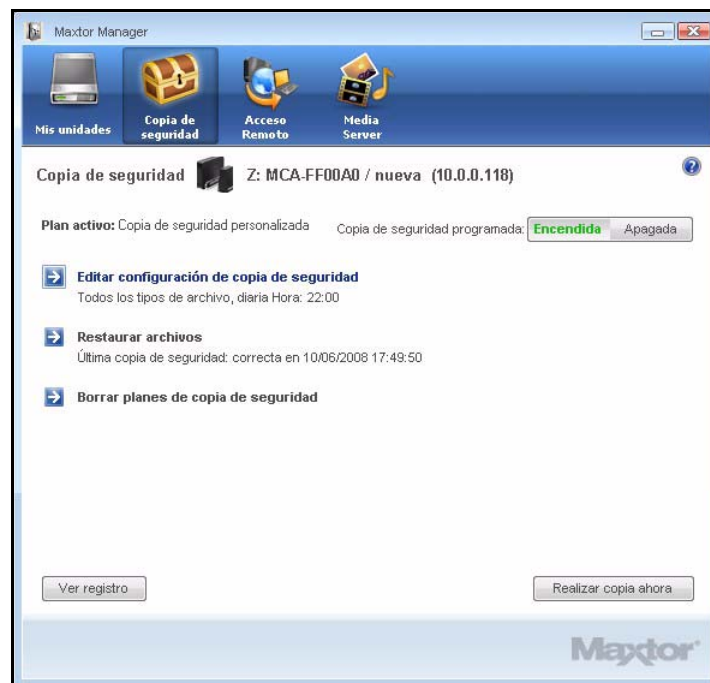 Maxtor Manager
Mis unidades
Copia de
seguridad
Acceso
Remoto
Media
Server
Copia de seguridad Z: MCA-FF00A0 / nueva (10.0.0.118)
?
Plan activo: Copia de seguridad personalizada
Copia de seguridad programada: Encendida Apagada
Editar configuración de copia de seguridad
Todos los tipos de archivo, diaria Hora: 22:00
Restaurar archivos
Última copia de seguridad: correcta en 10/06/2008 17:49:50
Borrar planes de copia de seguridad
Ver registro
Realizar copia ahora
Maxtor